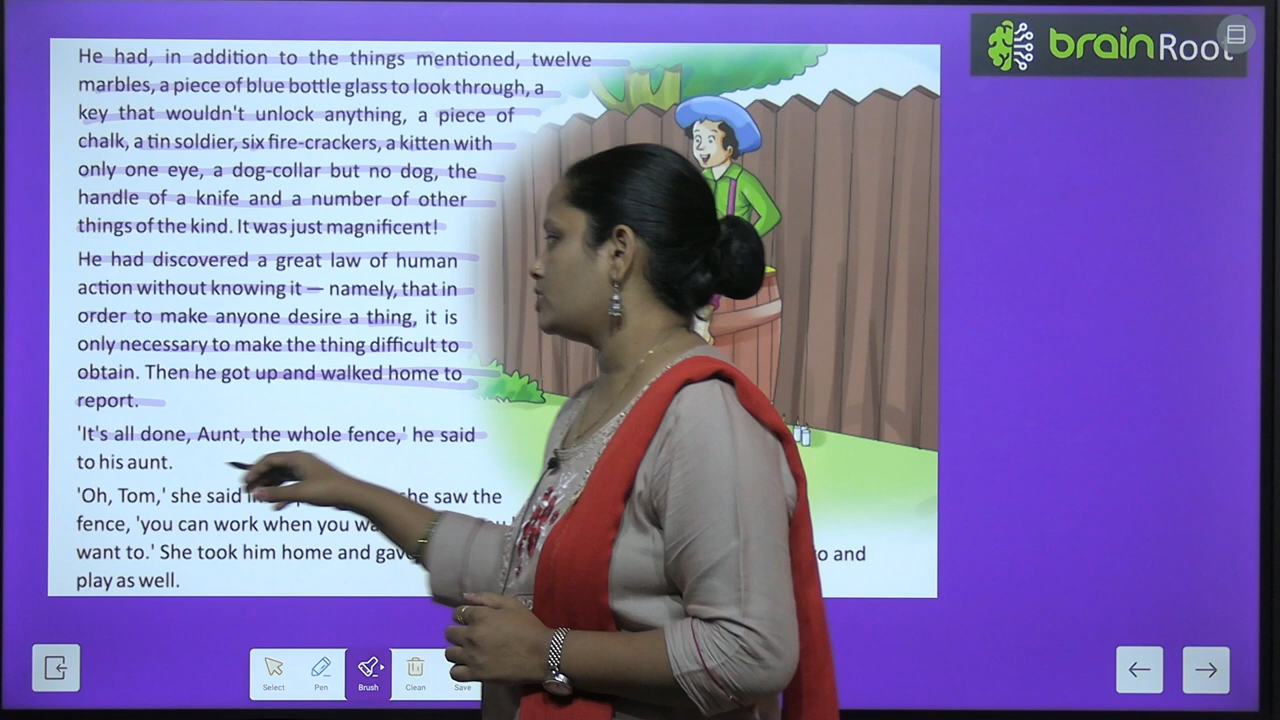 He had, in addition to the things mentioned, twelve
marbles, a piece of blue bottle glass to look through, a
key that wouldn't unlock anything, a piece of
chalk, a tin soldier, six fire-crackers, a kitten with
only one eye, a dog-collar but no dog, the
handle of a knife and a number of other
things of the kind. It was just magnificent!
He had discovered a great law of human
action without knowing it — namely, that in
order to make anyone desire a thing, it is
only necessary to make the thing difficult to
obtain. Then he got up and walked home to
report.
'It's all done, Aunt, the whole fence,' he said
to his aunt.
'Oh, Tom,' she said she saw the
fence, 'you can work when you
want to.' She took him home and and
play as well.
brainRoot
Select
Pen
Brush
Clean
Save